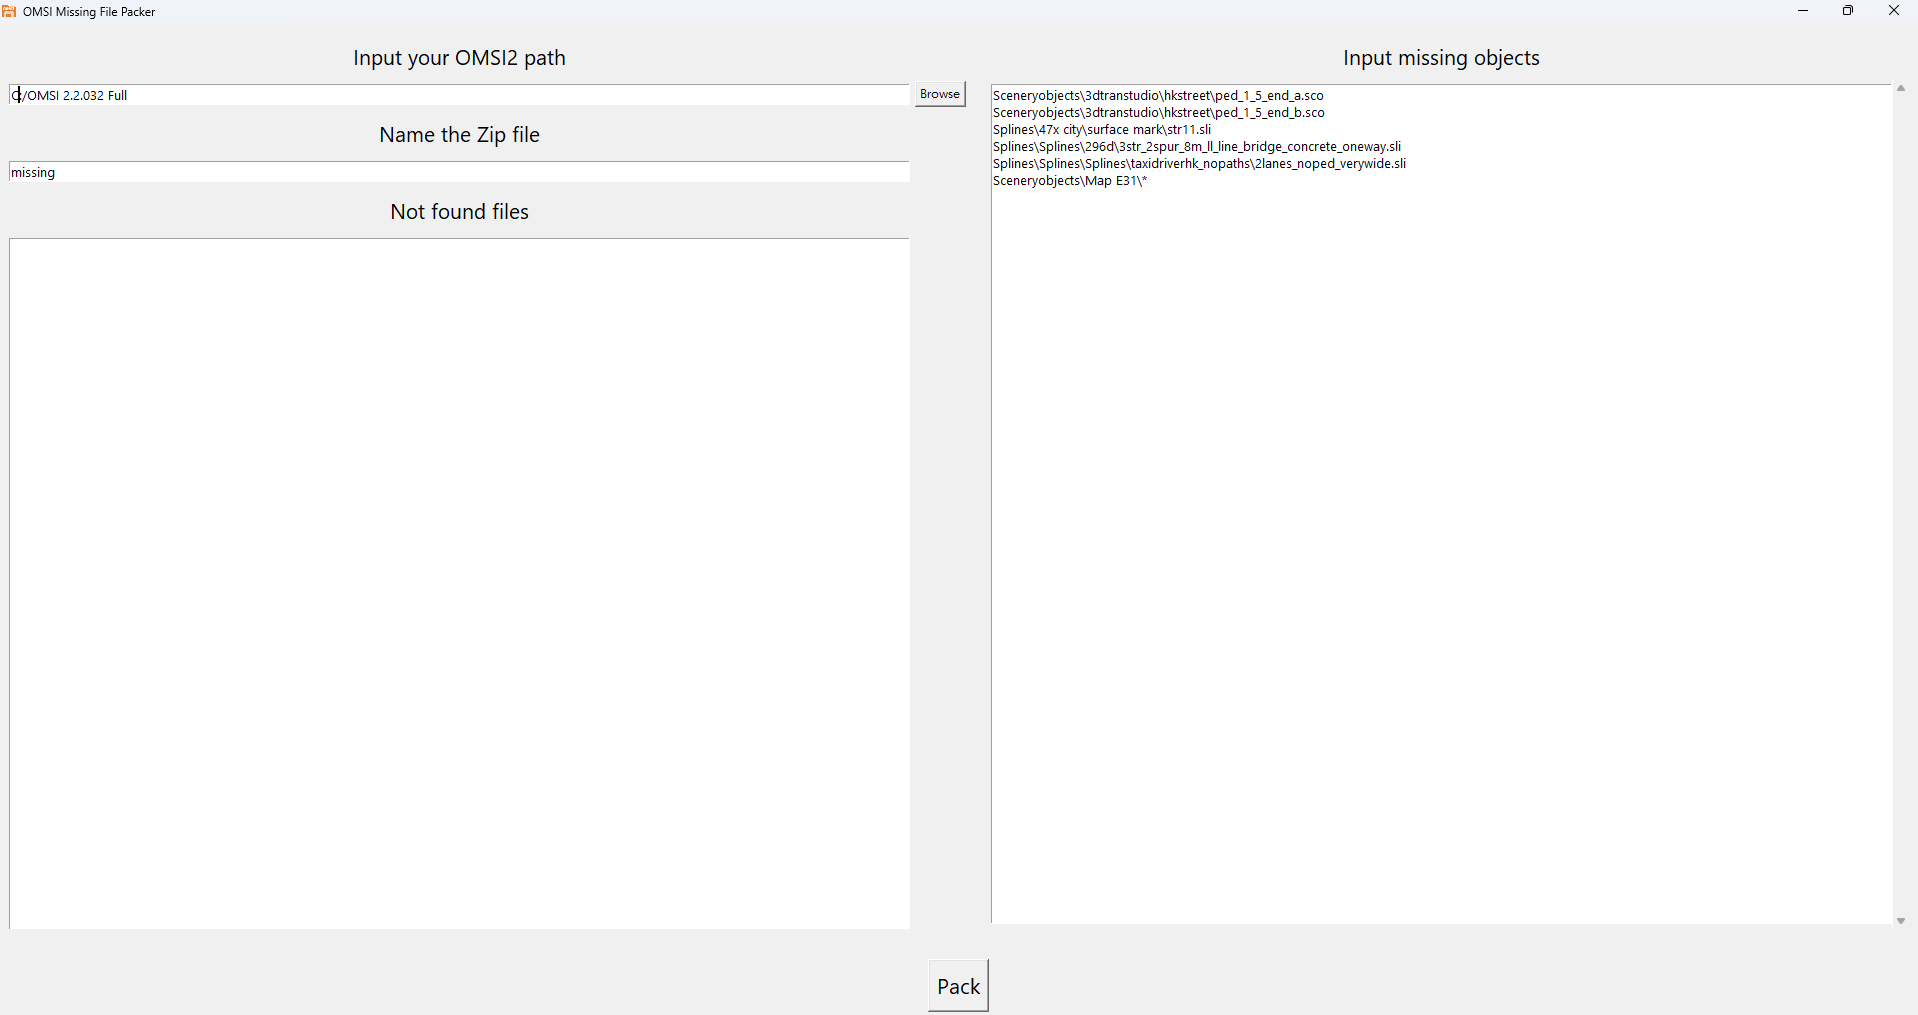 OMSI Missing File Packer
Input your OMSI2 path
C:/OMSI 2.2.032 Full
Browse
Name the Zip file
missing
Not found files
Input missing objects
Sceneryobjects\3dtranstudio\hkstreet\ped_1_5_end_a.sco
Sceneryobjects\3dtranstudio\hkstreet\ped_1_5_end_b.sco
Splines\47x city\surface mark\str11.sli
Splines\Splines\296d\3str_2spur_8m_ll_line_bridge_concrete_oneway.sli
Splines\Splines\Splines\taxidriverhk_nopaths\2lanes_noped_verywide.sli
Sceneryobjects\Map E31\*
Pack